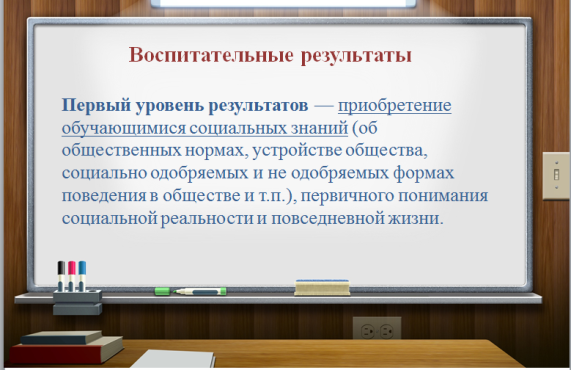 Воспитательные результаты
Первый уровень результатов — приобретение
обучающимися социальных знаний (об
общественных нормах, устройстве общества,
социально одобряемых и не одобряемых формах
поведения в обществе и т.п.), первичного понимания
социальной реальности и повседневной жизни.